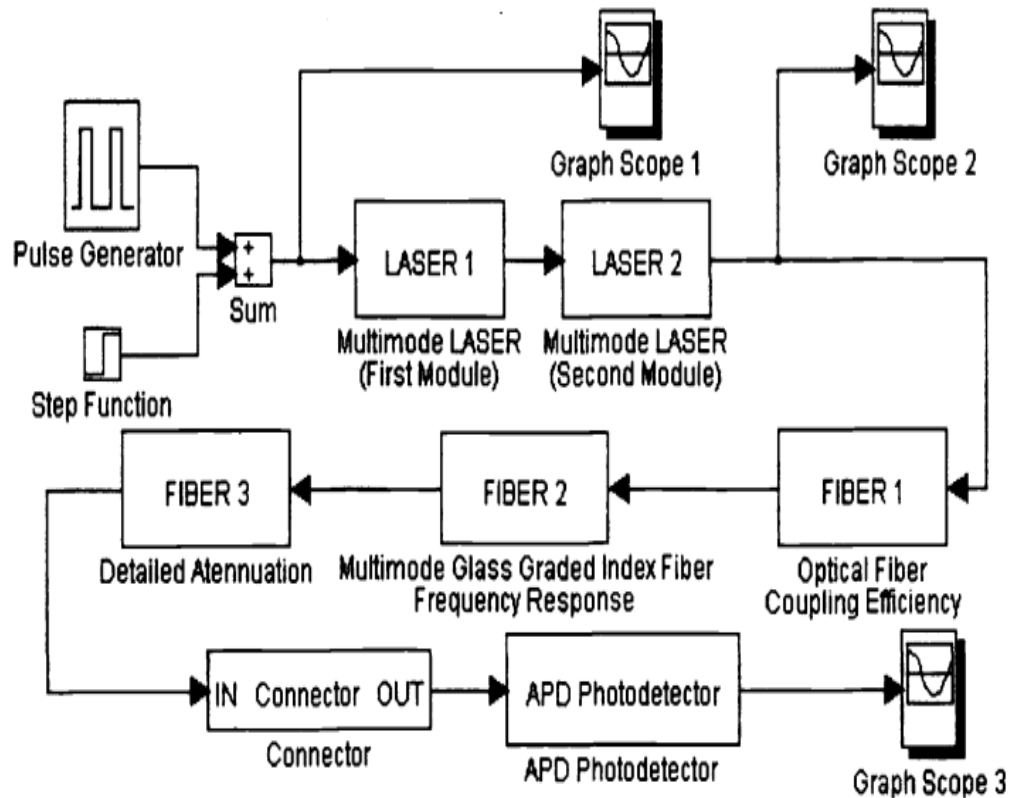 Graph Scope 1
Graph Scope 2
Pulse Generator
+
+
Sum
LASER 1
Multimode LASER
(First Module)
LASER 2
Multimode LASER
(Second Module)
Step Function
FIBER 3
Detailed Atennuation
FIBER 2
Multimode Glass Graded Index Fiber
Frequency Response
FIBER 1
Optical Fiber
Coupling Efficiency
IN Connector OUT
Connector
APD Photodetector
APD Photodetector
Graph Scope 3